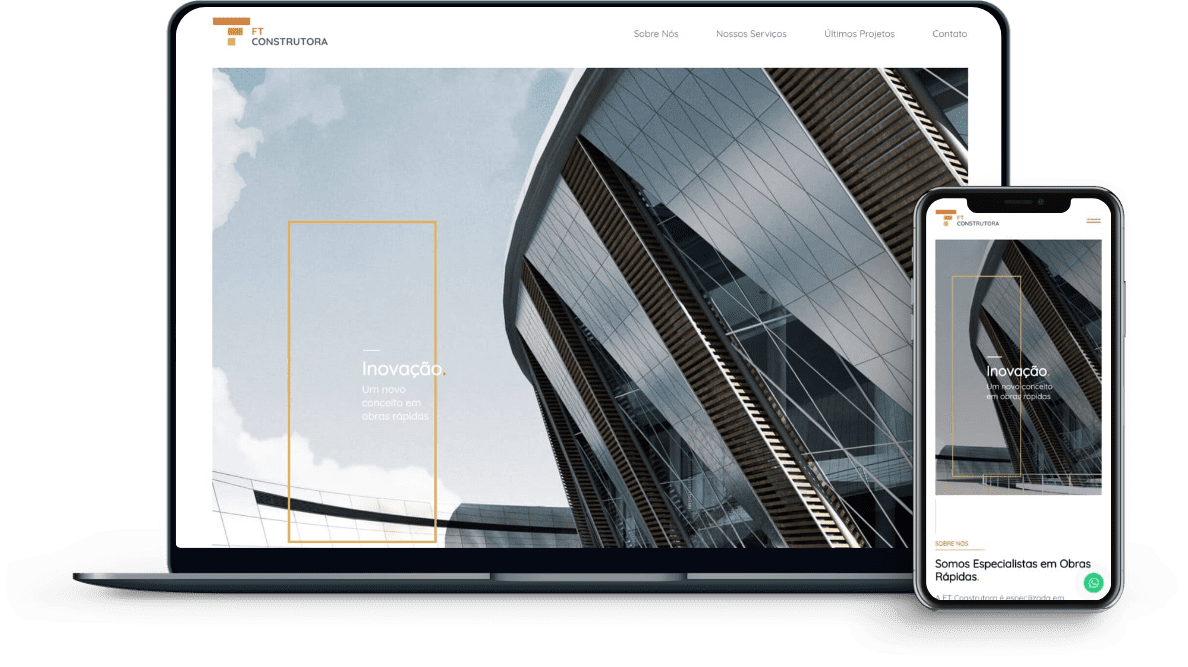 FT
CONSTRUTORA
Sobre Nós
Nossos Serviços
Últimos Projetos
Contato
Inovação.
Um novo
conceito em
obras rápidas
FT
CONSTRUTORA
Inovação.
Um novo conceito
em obras rápidas
SOBRE NÓS
Somos Especialistas em Obras
Rápidas.
A FT Construtora é especilizada em